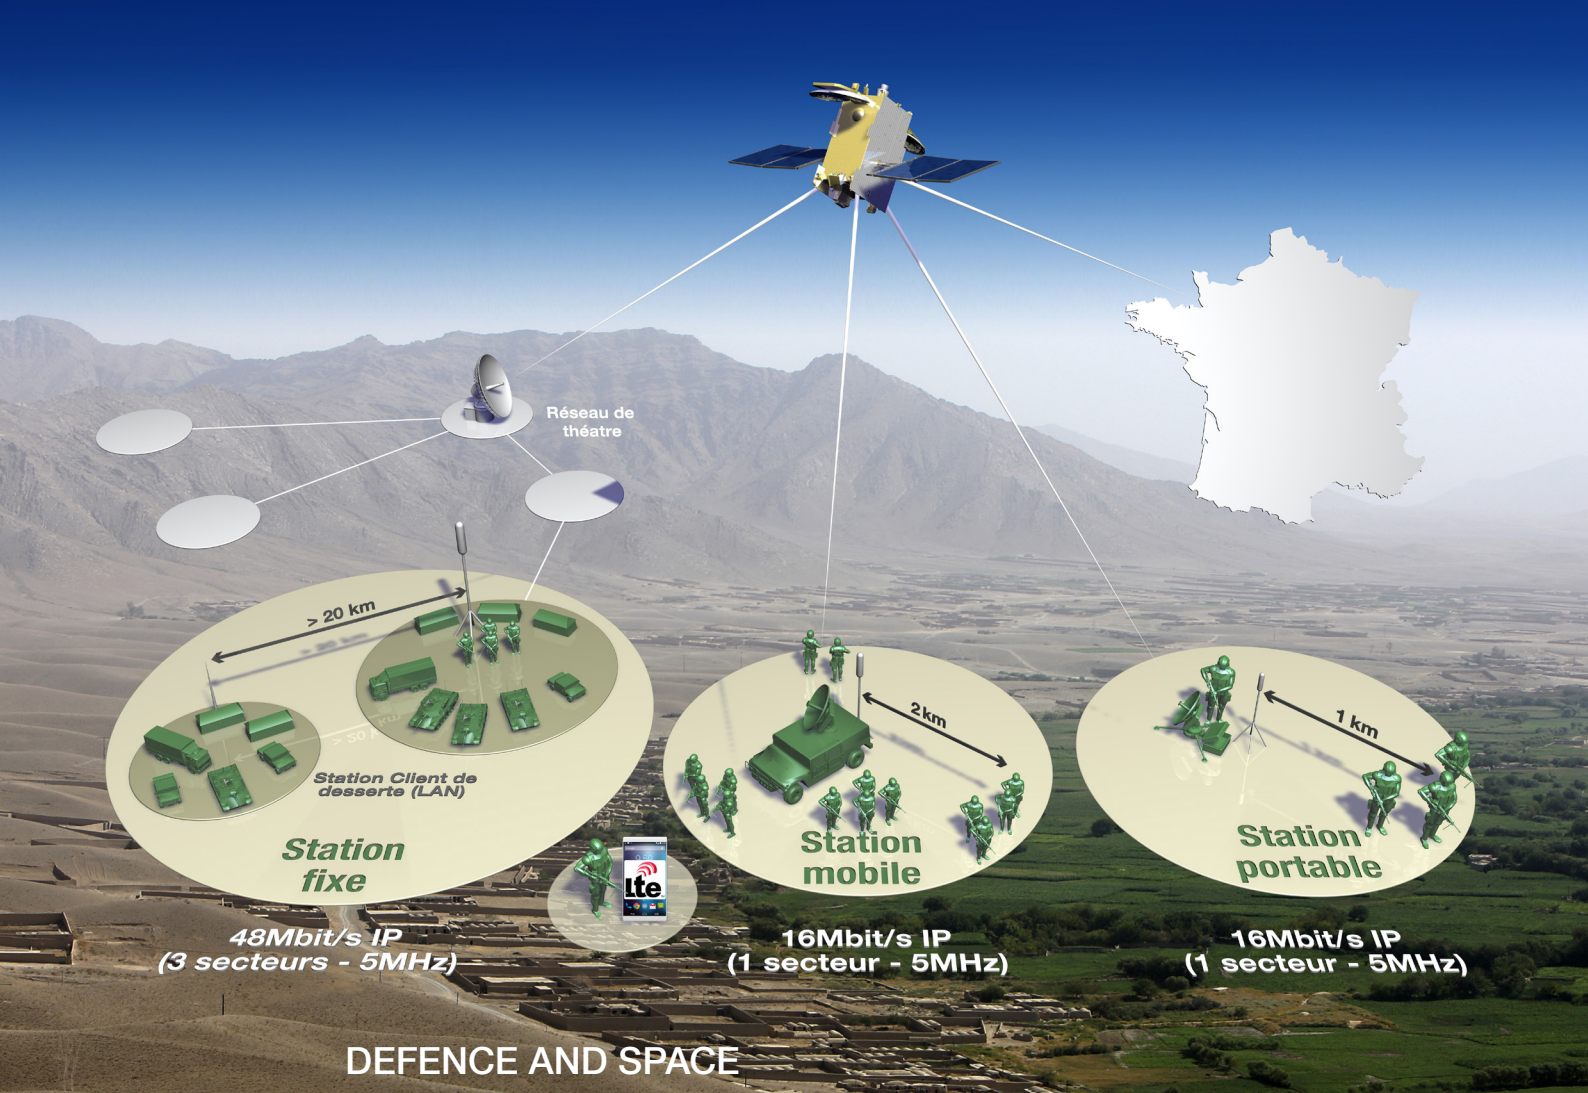 Réseau de
théatre
> 20 km
Station Client de
desserte (LAN)
Station
fixe
48Mbit/s IP
(3 secteurs - 5MHz)
lte
2km
Station
mobile
16Mbit/s IP
(1 secteur - 5MHz)
1 km
Station
portable
16Mbit/s IP
(1 secteur - 5MHz)
DEFENCE AND SPACE